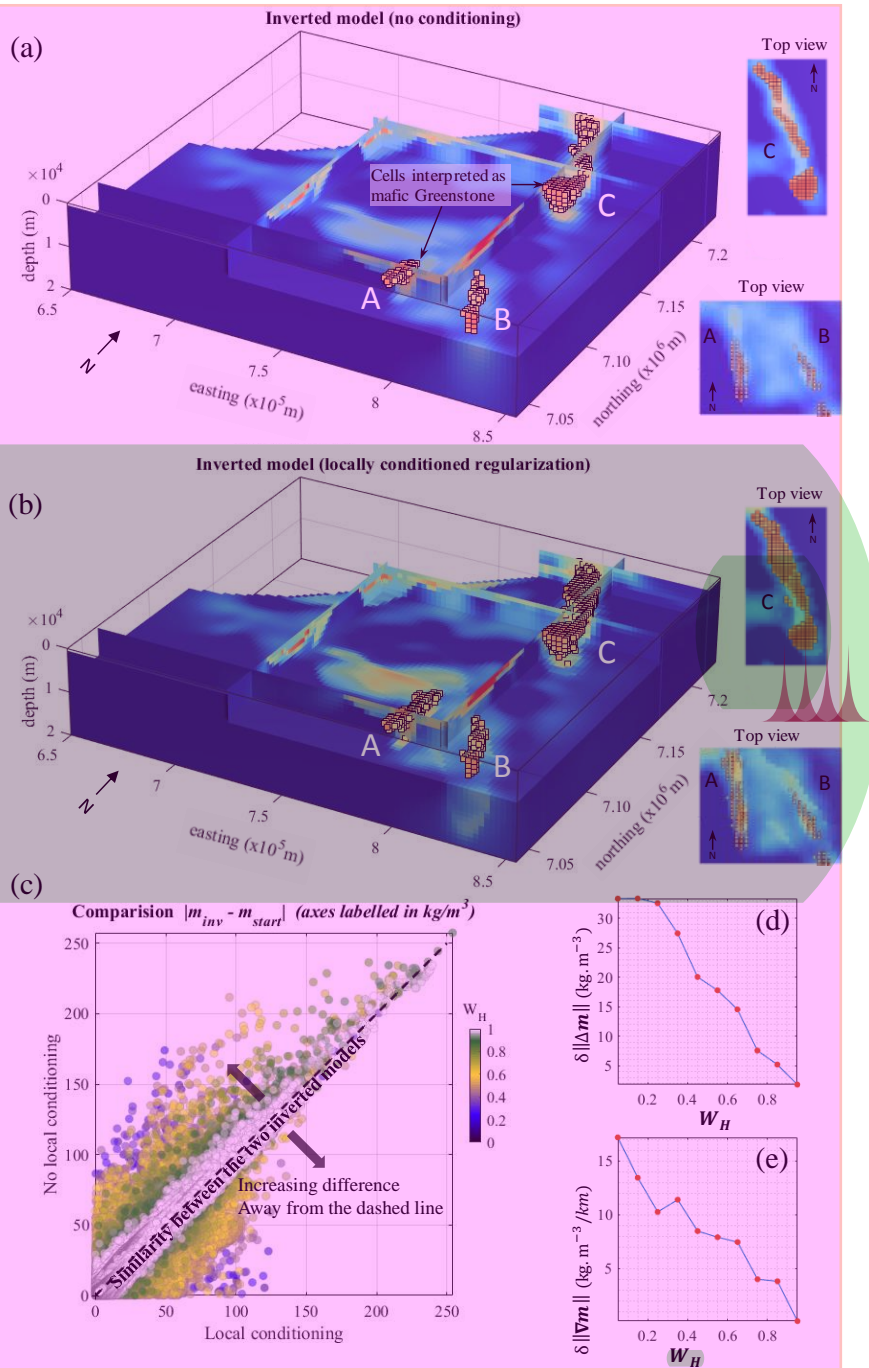 Inverted model (no conditioning)
(a)
Top view
N
C
Cells interpreted as
mafic Greenstone
C
×10⁴
0
depth (m)
1
2
6.5
A
B
7.2
7.15
7.10
7.05
northing (x10⁶m)
N
7
7.5
easting (x10⁵m)
8
8.5
Top view
A
B
N
Inverted model (locally conditioned regularization)
(b)
Top view
N
C
C
×10⁴
0
depth (m)
1
2
6.5
A
B
7.2
7.15
7.10
7.05
northing (x10⁶m)
N
7
7.5
easting (x10⁵m)
8
8.5
Top view
A
B
N
(c)
Comparision |m_inv - m_start| (axes labelled in kg/m³)
250
200
150
100
50
0
No local conditioning
Similarity between the two inverted models
Increasing difference
Away from the dashed line
0
50
100
150
200
250
Local conditioning
W_H
1
0.8
0.6
0.4
0.2
0
(d)
30
25
20
15
10
5
δ||Δm|| (kg.m⁻³)
0.2
0.4
0.6
0.8
W_H
(e)
15
10
5
δ||∇m|| (kg.m⁻³/km)
0.2
0.4
0.6
0.8
W_H